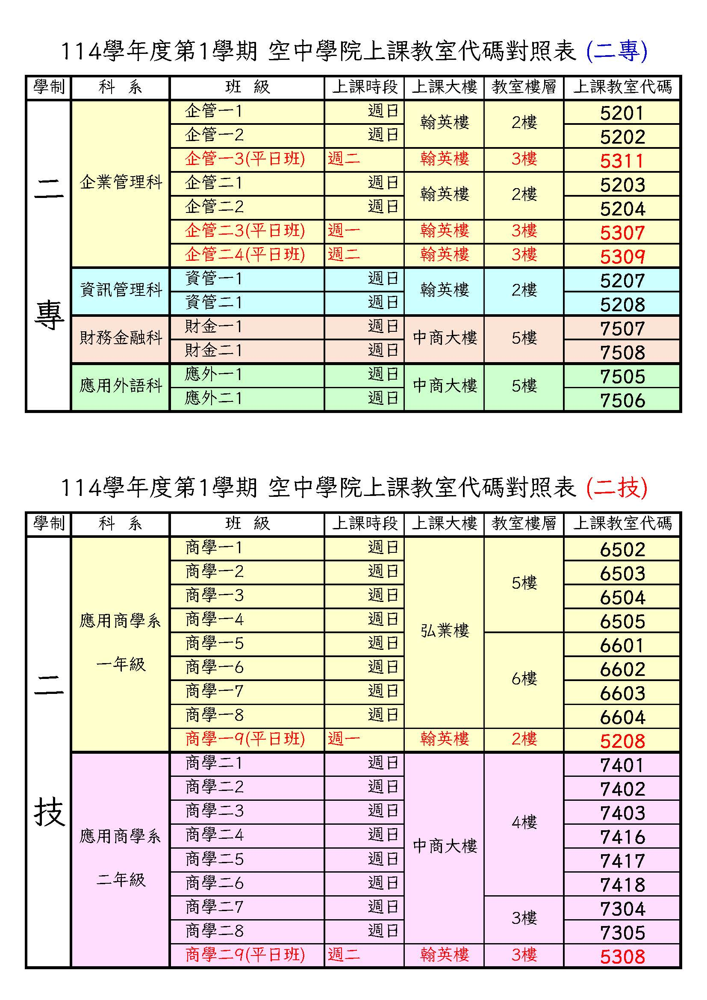 114學年度第1學期 空中學院上課教室代碼對照表 (二專)
學制 科 系 班 級 上課時段 上課大樓 教室樓層 上課教室代碼
二專
企業管理科
企管一1 週日 翰英樓 2樓 5201
企管一2 週日 5202
企管一3(平日班) 週二 翰英樓 3樓 5311
企管二1 週日 翰英樓 2樓 5203
企管二2 週日 5204
企管二3(平日班) 週一 翰英樓 3樓 5307
企管二4(平日班) 週二 翰英樓 3樓 5309
資訊管理科
資管一1 週日 翰英樓 2樓 5207
資管二1 週日 5208
財務金融科
財金一1 週日 中商大樓 5樓 7507
財金二1 週日 7508
應用外語科
應外一1 週日 中商大樓 5樓 7505
應外二1 週日 7506
114學年度第1學期 空中學院上課教室代碼對照表 (二技)
學制 科 系 班 級 上課時段 上課大樓 教室樓層 上課教室代碼
二技
應用商學系
一年級
商學一1 週日 弘業樓 5樓 6502
商學一2 週日 6503
商學一3 週日 6504
商學一4 週日 6505
商學一5 週日 6樓 6601
商學一6 週日 6602
商學一7 週日 6603
商學一8 週日 6604
商學一9(平日班) 週一 翰英樓 2樓 5208
應用商學系
二年級
商學二1 週日 中商大樓 4樓 7401
商學二2 週日 7402
商學二3 週日 7403
商學二4 週日 7416
商學二5 週日 7417
商學二6 週日 7418
商學二7 週日 3樓 7304
商學二8 週日 7305
商學二9(平日班) 週二 翰英樓 3樓 5308